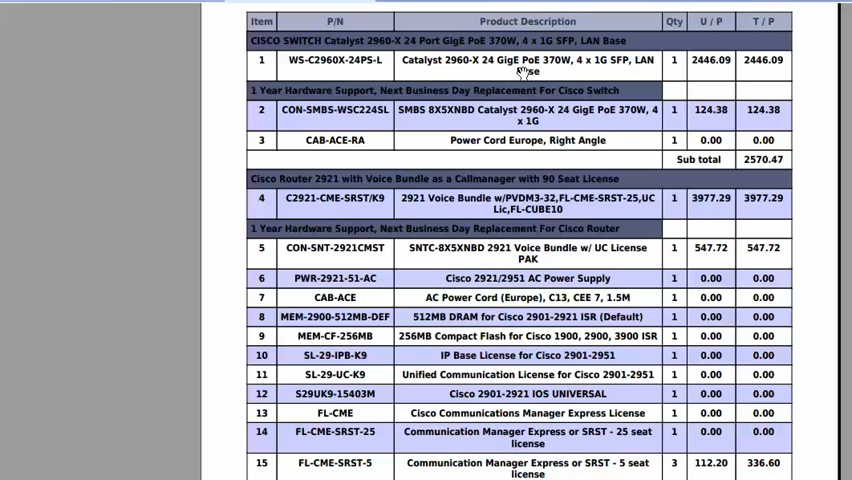 Item P/N Product Description Qty U / P T / P
CISCO SWITCH Catalyst 2960-X 24 Port GigE PoE 370W, 4 x 1G SFP, LAN Base
1 WS-C2960X-24PS-L Catalyst 2960-X 24 GigE PoE 370W, 4 x 1G SFP, LAN 1 2446.09 2446.09
1 Year Hardware Support, Next Business Day Replacement For Cisco Switch
2 CON-SMBS-WSC224SL SMBS 8X5XNBD Catalyst 2960-X 24 GigE PoE 370W, 4 1 124.38 124.38
x 1G
3 CAB-ACE-RA Power Cord Europe, Right Angle 1 0.00 0.00
Sub total 2570.47
Cisco Router 2921 with Voice Bundle as a Callmanager with 90 Seat License
4 C2921-CME-SRST/K9 2921 Voice Bundle w/PVDM3-32,FL-CME-SRST-25,UC 1 3977.29 3977.29
Lic,FL-CUBE10
1 Year Hardware Support, Next Business Day Replacement For Cisco Router
5 CON-SNT-2921CMST SNTC-8X5XNBD 2921 Voice Bundle w/ UC License 1 547.72 547.72
PAK
6 PWR-2921-51-AC Cisco 2921/2951 AC Power Supply 1 0.00 0.00
7 CAB-ACE AC Power Cord (Europe), C13, CEE 7, 1.5M 1 0.00 0.00
8 MEM-2900-512MB-DEF 512MB DRAM for Cisco 2901-2921 ISR (Default) 1 0.00 0.00
9 MEM-CF-256MB 256MB Compact Flash for Cisco 1900, 2900, 3900 ISR 1 0.00 0.00
10 SL-29-IPB-K9 IP Base License for Cisco 2901-2951 1 0.00 0.00
11 SL-29-UC-K9 Unified Communication License for Cisco 2901-2951 1 0.00 0.00
12 S29UK9-15403M Cisco 2901-2921 IOS UNIVERSAL 1 0.00 0.00
13 FL-CME Cisco Communications Manager Express License 1 0.00 0.00
14 FL-CME-SRST-25 Communication Manager Express or SRST - 25 seat 1 0.00 0.00
license
15 FL-CME-SRST-5 Communication Manager Express or SRST - 5 seat 3 112.20 336.60
license